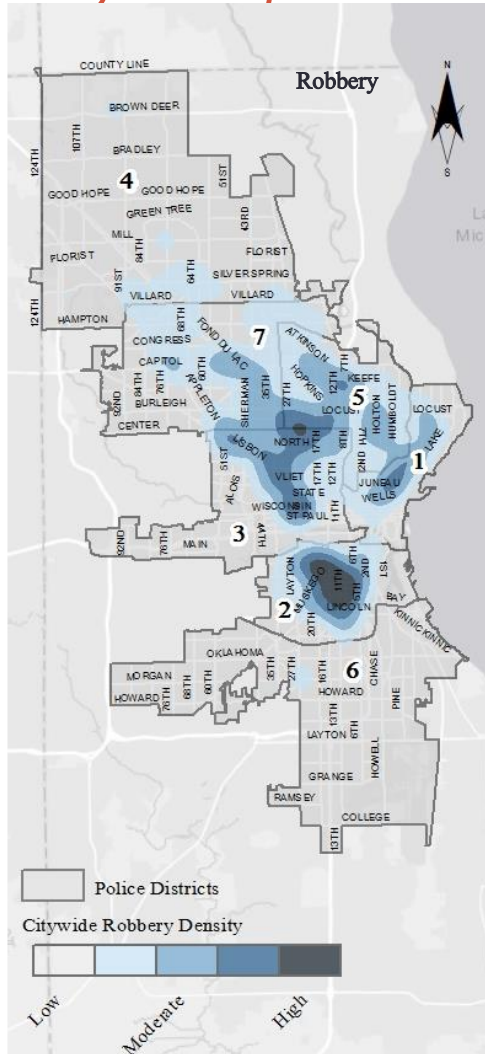 Robbery
N
S
COUNTY LINE
BROWN DEER
107TH
124TH
BRADLEY
51ST
4
GOOD HOPE
GOOD HOPE
GREEN TREE
43RD
MILL
84TH
FLORIST
FLORIST
91ST
64TH
SILVER SPRING
VILLARD
VILLARD
124TH
HAMPTON
68TH
7
CONGRESS
FOND DU LAC
ATKINSON
CAPITOL
60TH
HOPKINS
7TH
KEEFE
12TH
5
84TH
76TH
APPLETON
SHERMAN
35TH
27TH
92ND
BURLEIGH
LOCUST
HOLTON
HUMBOLDT
LOCUST
CENTER
LISBON
NORTH
17TH
8TH
LAKE
51ST
2ND
1
VLIET
17TH
12TH
JUNEAU
STATE
WELLS
WISCONSIN
11TH
ST PAUL
3
92ND
76TH
MAIN
44TH
LAYTON
MUSKEGO
6TH
2ND
1ST
11TH
5TH
BAY
2
LINCOLN
20TH
KINNICKINNIC
OKLAHOMA
35TH
27TH
16TH
6
CHASE
MORGAN
68TH
60TH
HOWARD
76TH
HOWARD
PINE
13TH
LAYTON
6TH
HOWELL
GRANGE
RAMSEY
COLLEGE
13TH
Police Districts
Citywide Robbery Density
Low
Moderate
High